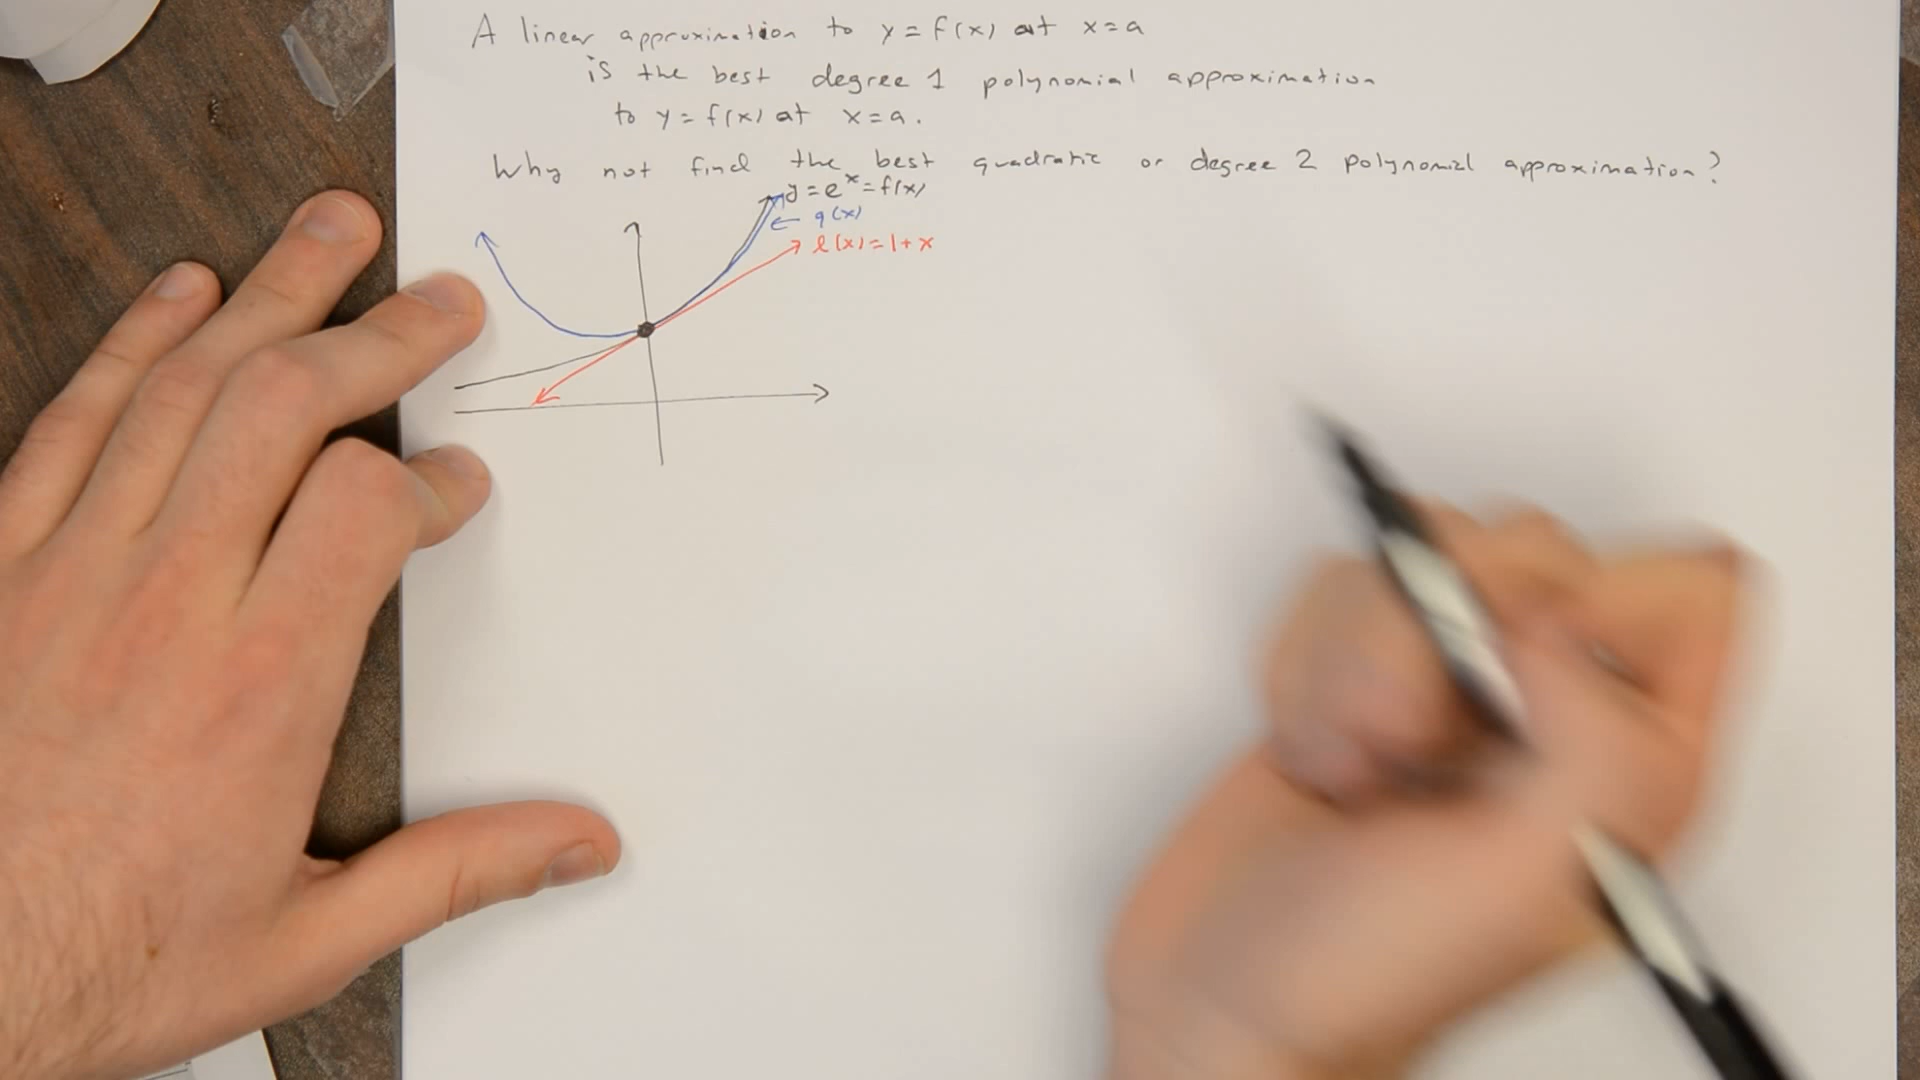 A linear approximation to y = f(x) at x = a
is the best degree 1 polynomial approximation
to y = f(x) at x = a.
Why not find the best quadratic or degree 2 polynomial approximation?
y = e^x = f(x)
q(x)
l(x) = 1 + x